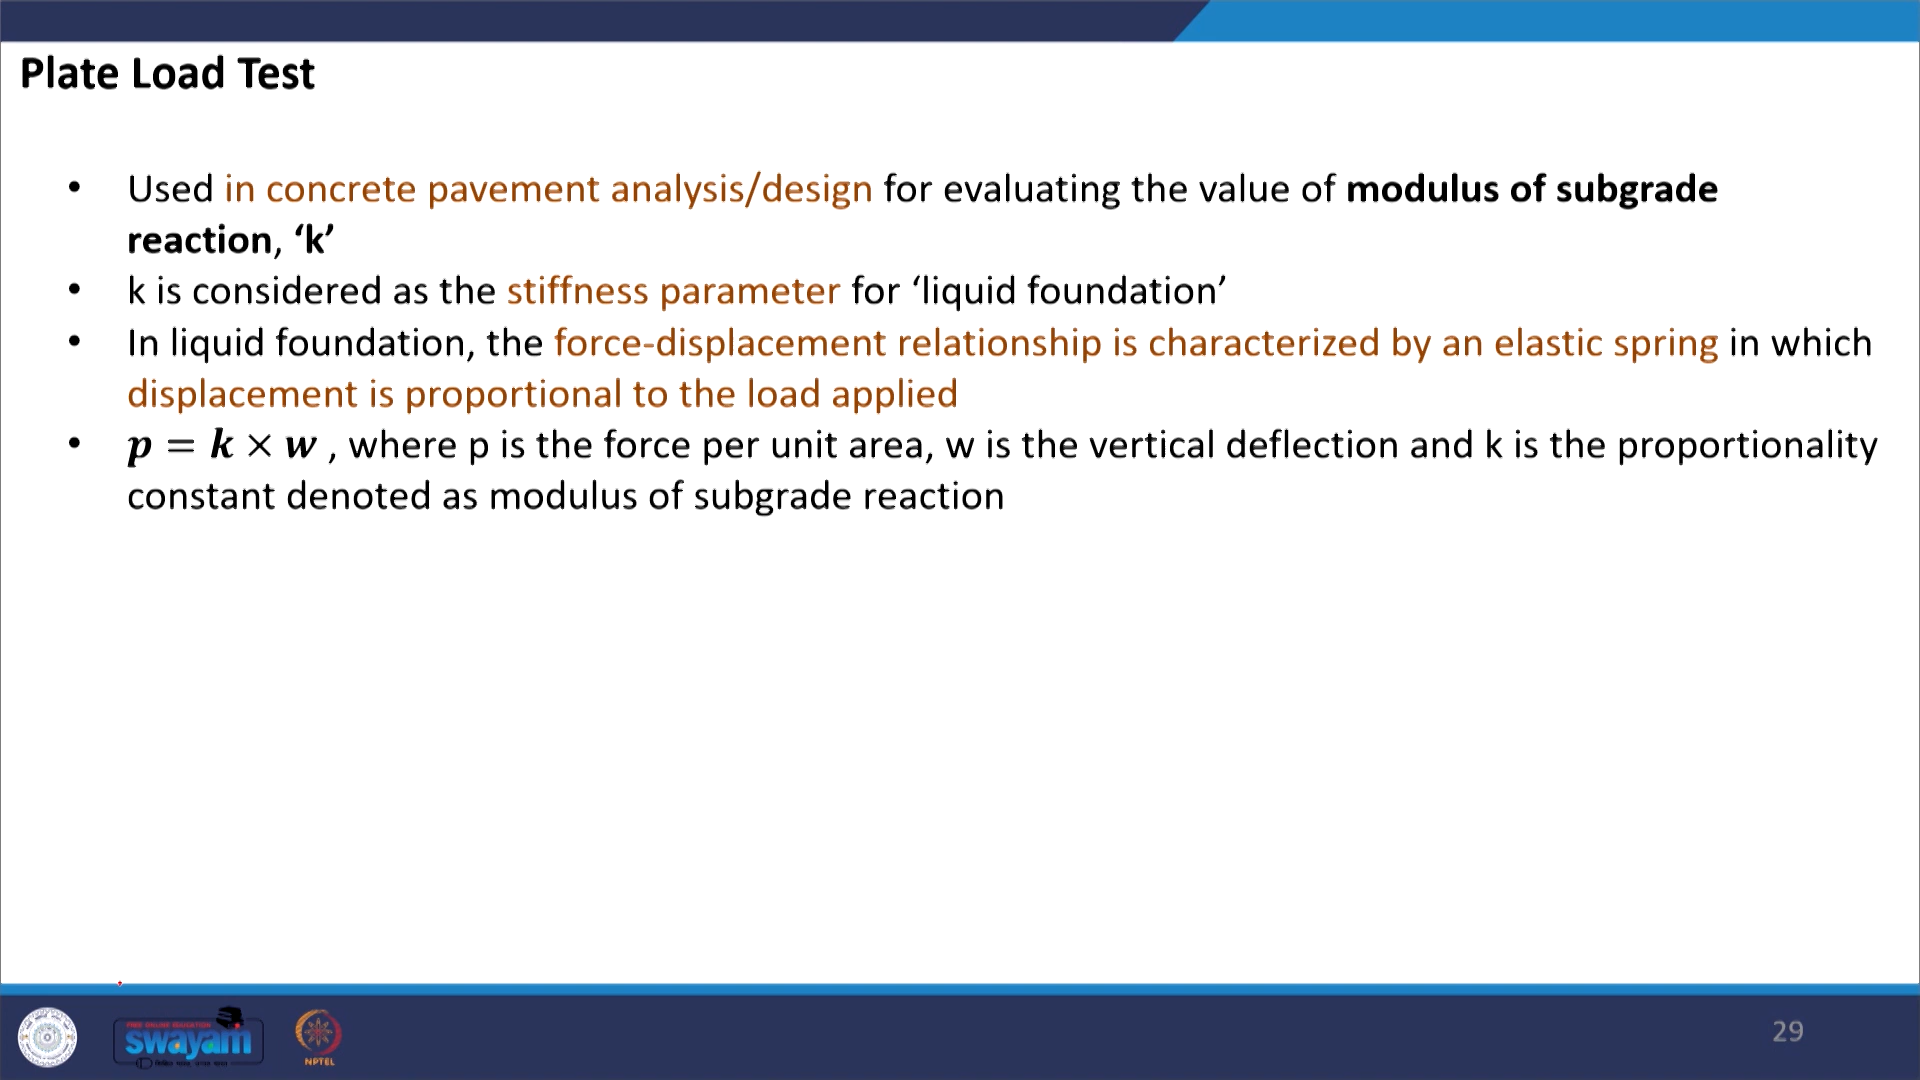 Plate Load Test
• Used in concrete pavement analysis/design for evaluating the value of modulus of subgrade
reaction, ‘k’
• k is considered as the stiffness parameter for ‘liquid foundation’
• In liquid foundation, the force-displacement relationship is characterized by an elastic spring in which
displacement is proportional to the load applied
• p = k × w , where p is the force per unit area, w is the vertical deflection and k is the proportionality
constant denoted as modulus of subgrade reaction
FREE ONLINE EDUCATION
swayam
NPTEL
29